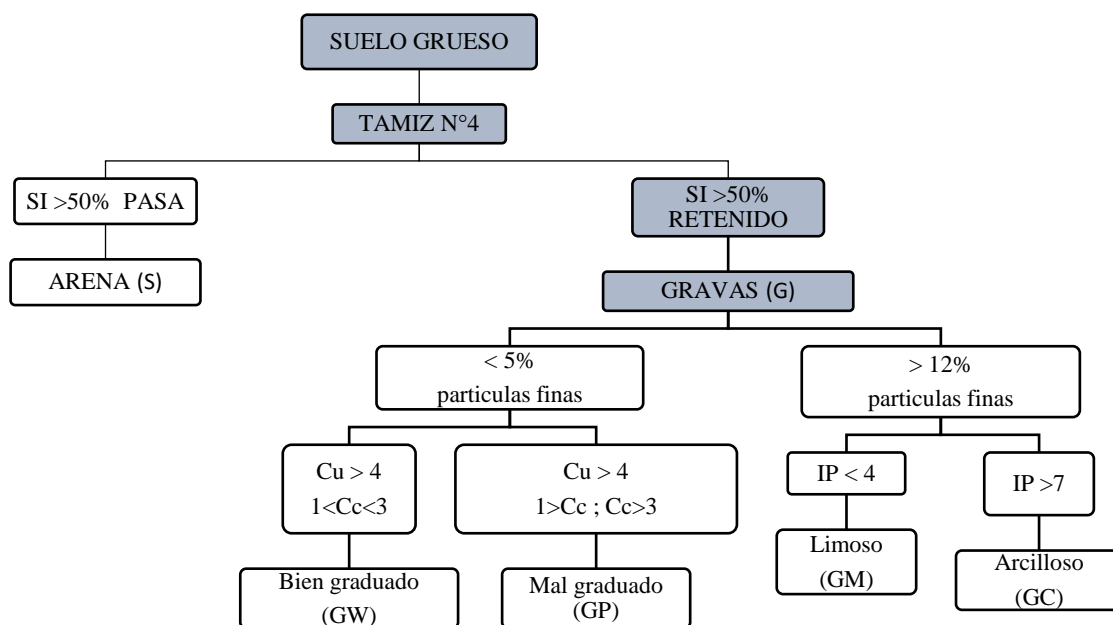 SUELO GRUESO
TAMIZ N°4
SI >50% PASA
SI >50%
RETENIDO
ARENA (S)
GRAVAS (G)
< 5%
particulas finas
> 12%
particulas finas
Cu > 4
1<Cc<3
Cu > 4
1>Cc ; Cc>3
IP < 4
IP >7
Bien graduado
(GW)
Mal graduado
(GP)
Limoso
(GM)
Arcilloso
(GC)